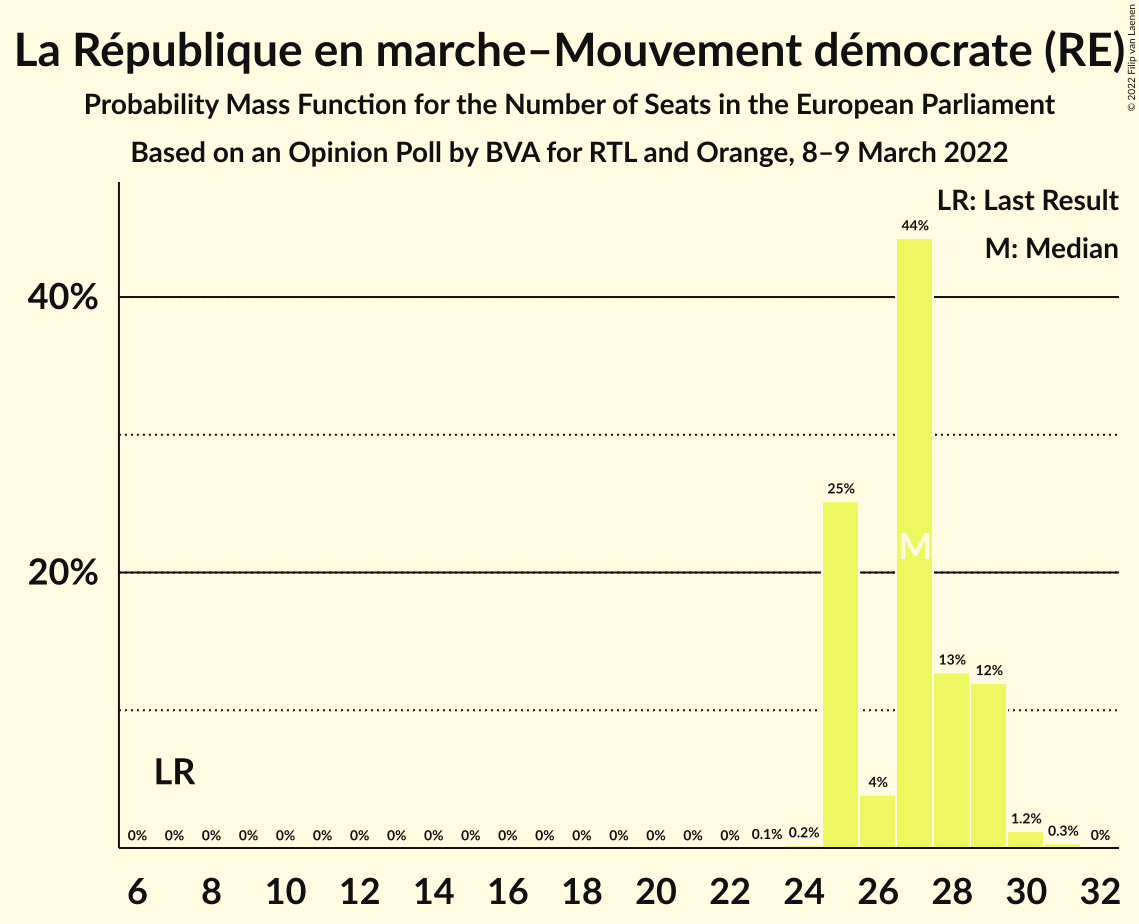 La République en marche–Mouvement démocrate (RE)
© 2022 Filip van Laenen
Probability Mass Function for the Number of Seats in the European Parliament
Based on an Opinion Poll by BVA for RTL and Orange, 8–9 March 2022
LR: Last Result
M: Median
44%
40%
25%
M
20%
13%
12%
LR
4%
0% 0% 0% 0% 0% 0% 0% 0% 0% 0% 0% 0% 0% 0% 0% 0% 0% 0.1% 0.2% 1.2% 0.3% 0%
6 8 10 12 14 16 18 20 22 24 26 28 30 32